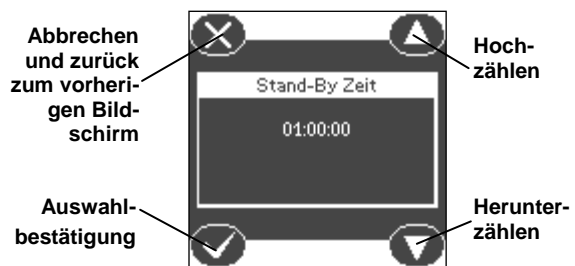 Abbrechen
und zurück
zum vorheri-
gen Bild-
schirm
Hoch-
zählen
Stand-By Zeit
01:00:00
Auswahl-
bestätigung
Herunter-
zählen